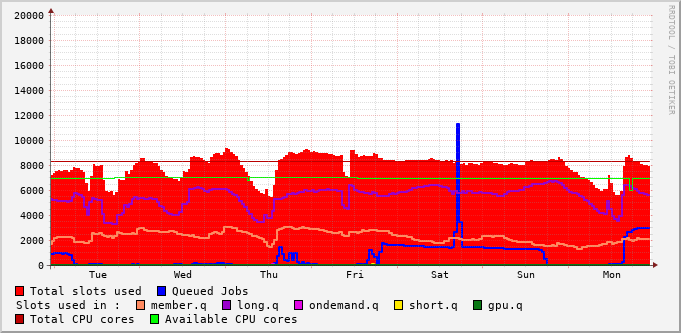 RRDTOOL / TOBI OETIKER
20000
18000
16000
14000
12000
10000
8000
6000
4000
2000
0
Tue Wed Thu Fri Sat Sun Mon
Total slots used Queued Jobs
Slots used in : member.q long.q ondemand.q short.q gpu.q
Total CPU cores Available CPU cores